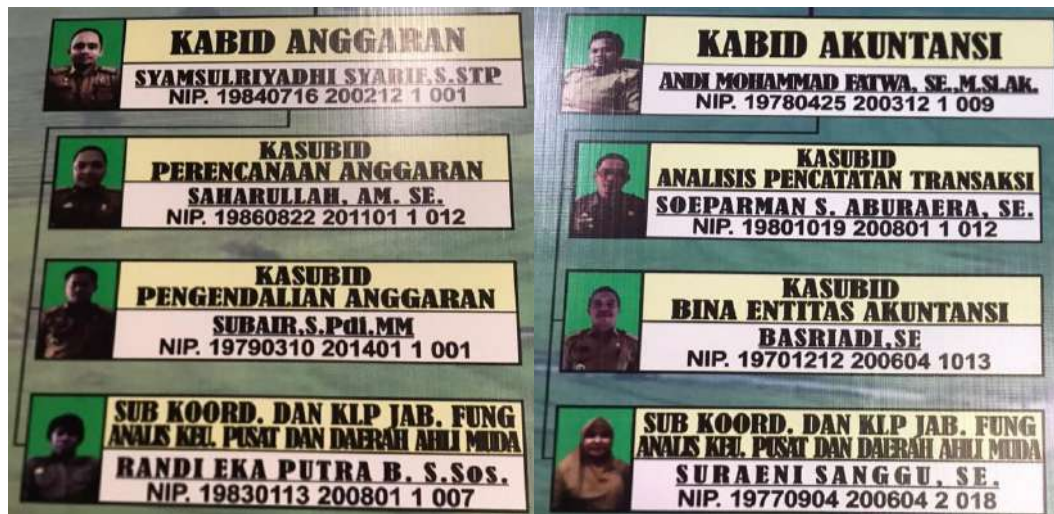 KABID ANGGARAN
SYAMSULRIYADHI SYARIF.S.STP
NIP. 19840716 200212 1 001
KASUBID
PERENCANAAN ANGGARAN
SAHARULLAH, AM. SE.
NIP. 19860822 201101 1 012
KASUBID
PENGENDALIAN ANGGARAN
SUBAIR,S.Pdi.MM
NIP. 19790310 201401 1 001
SUB KOORD. DAN KLP JAB. FUNG
ANALIS KEU. PUSAT DAN DAERAH AHLI MUDA
RANDI EKA PUTRA B. S.Sos.
NIP. 19830113 200801 1 007
KABID AKUNTANSI
ANDI MOHAMMAD FATWA, SE.,M.SI.AK.
NIP. 19780425 200312 1 009
KASUBID
ANALISIS PENCATATAN TRANSAKSI
SOEPARMAN S. ABURAERA, SE.
NIP. 19801019 200801 1 012
KASUBID
BINA ENTITAS AKUNTANSI
BASRIADI,SE
NIP. 19701212 200604 1013
SUB KOORD. DAN KLP JAB. FUNG
ANALIS KEU. PUSAT DAN DAERAH AHLI MUDA
SURAENI SANGGU, SE.
NIP. 19770904 200604 2 018